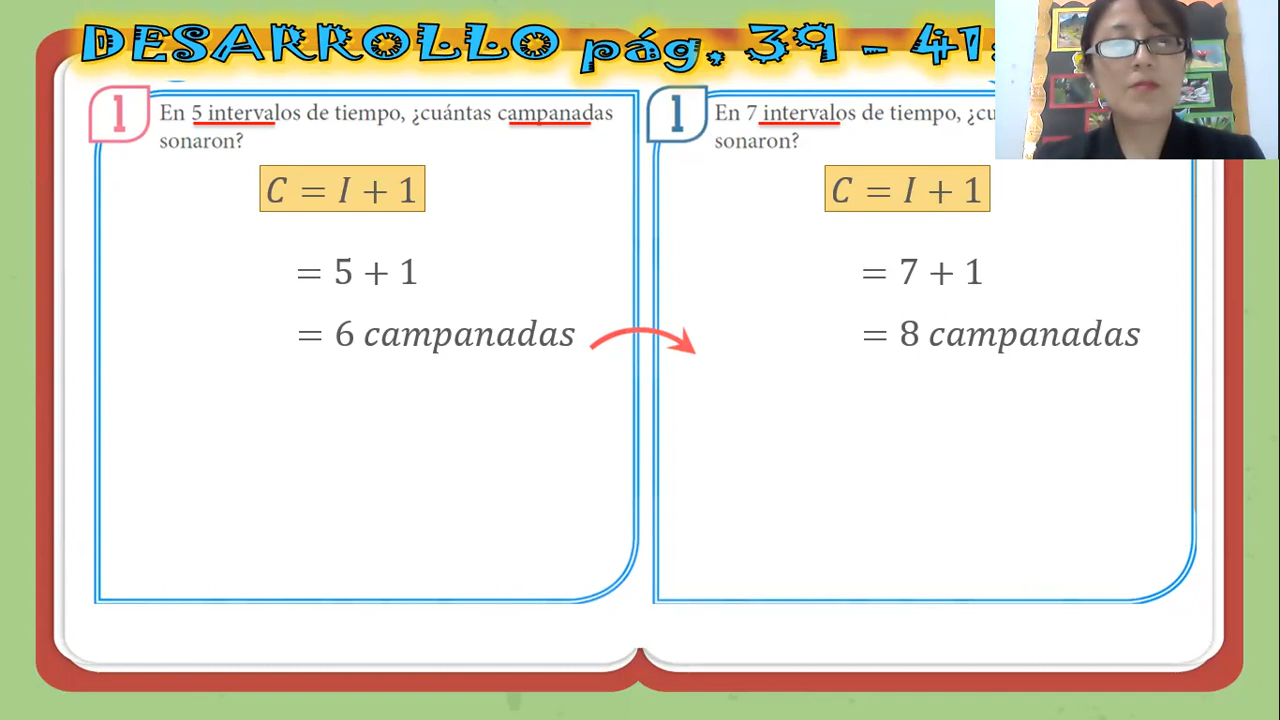 DESARROLLO pág. 39 - 41.
1
En 5 intervalos de tiempo, ¿cuántas campanadas
sonaron?
C = I + 1
= 5 + 1
= 6 campanadas
1
En 7 intervalos de tiempo,
sonaron?
C = I + 1
= 7 + 1
= 8 campanadas